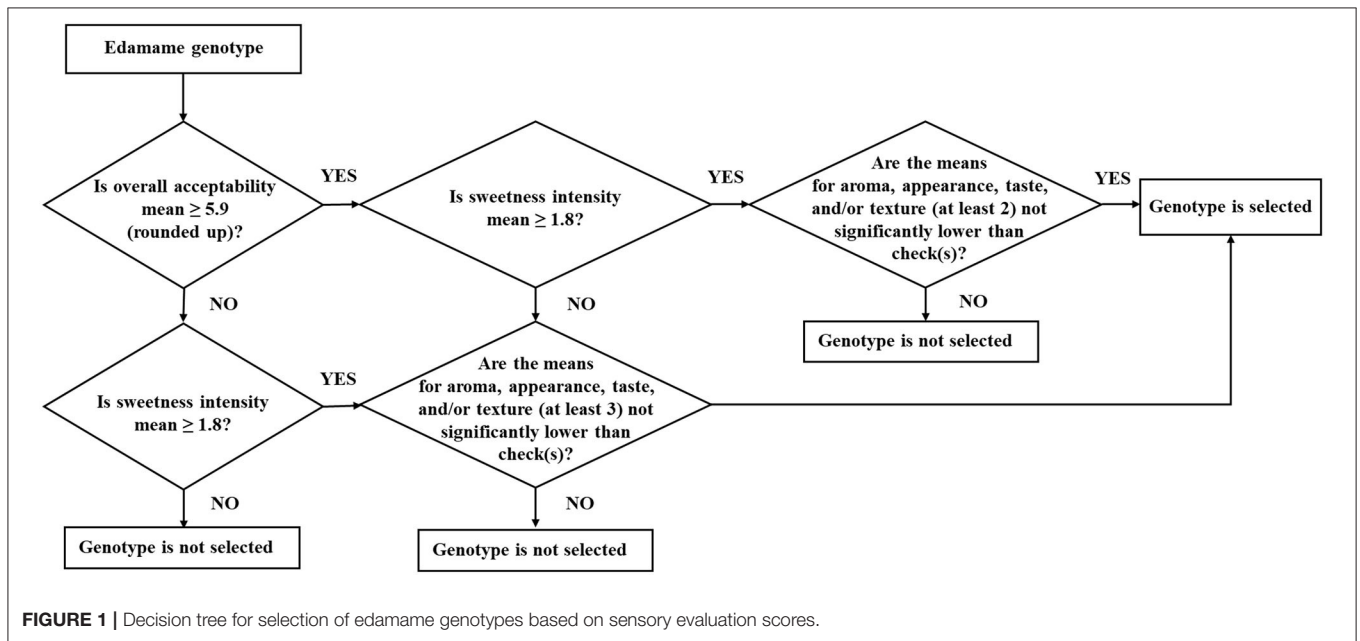 Edamame genotype
Is overall acceptability
mean ≥ 5.9
(rounded up)?
YES
Is sweetness intensity
mean ≥ 1.8?
YES
Are the means
for aroma, appearance, taste,
and/or texture (at least 2) not
significantly lower than
check(s)?
YES
Genotype is selected
NO
NO
NO
Genotype is not selected
Is sweetness intensity
mean ≥ 1.8?
YES
Are the means
for aroma, appearance, taste,
and/or texture (at least 3) not
significantly lower than
check(s)?
NO
NO
Genotype is not selected
Genotype is not selected
FIGURE 1 | Decision tree for selection of edamame genotypes based on sensory evaluation scores.